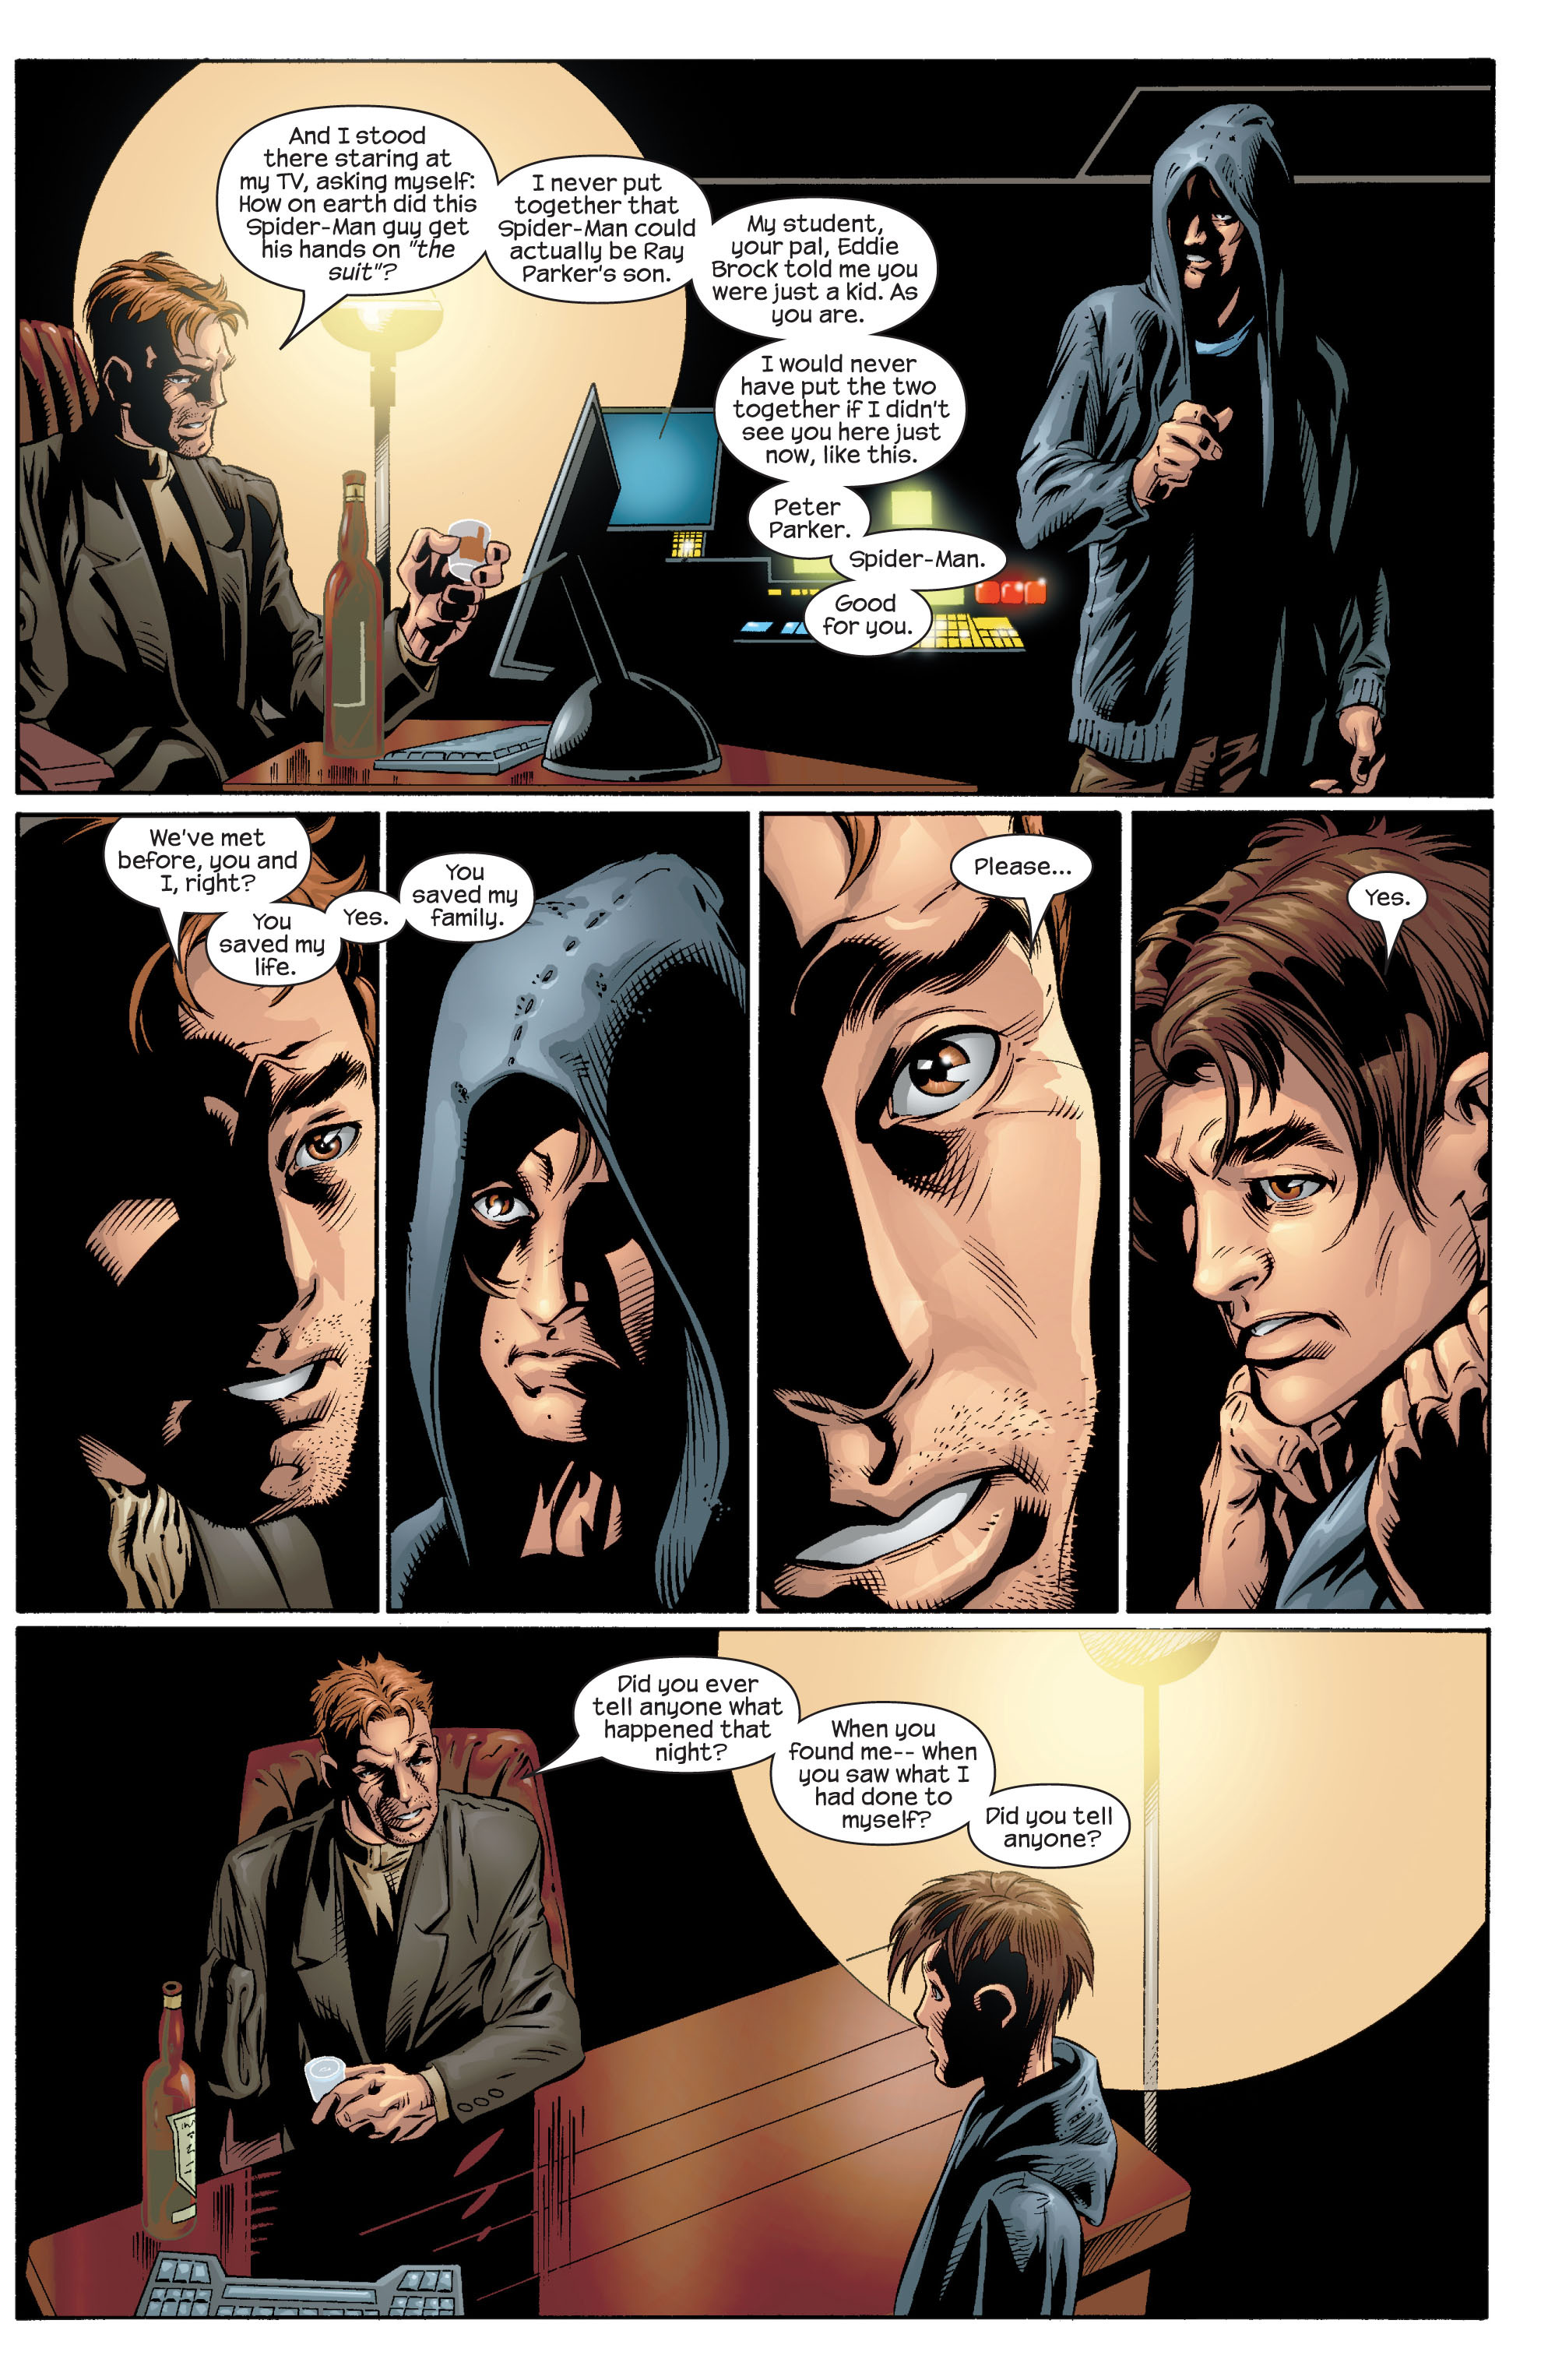 And I stood
there staring at
my TV, asking myself:
How on earth did this
Spider-Man guy get
his hands on "the
suit"?
I never put
together that
Spider-Man could
actually be Ray
Parker's son.
My student,
your pal, Eddie
Brock told me you
were just a kid. As
you are.
I would never
have put the two
together if I didn't
see you here just
now, like this.
Peter
Parker.
Spider-Man.
Good
for you.
We've met
before, you and
I, right?
You
saved my
life.
Yes.
You
saved my
family.
Please...
Yes.
Did you ever
tell anyone what
happened that
night?
When you
found me-- when
you saw what I
had done to
myself?
Did you tell
anyone?